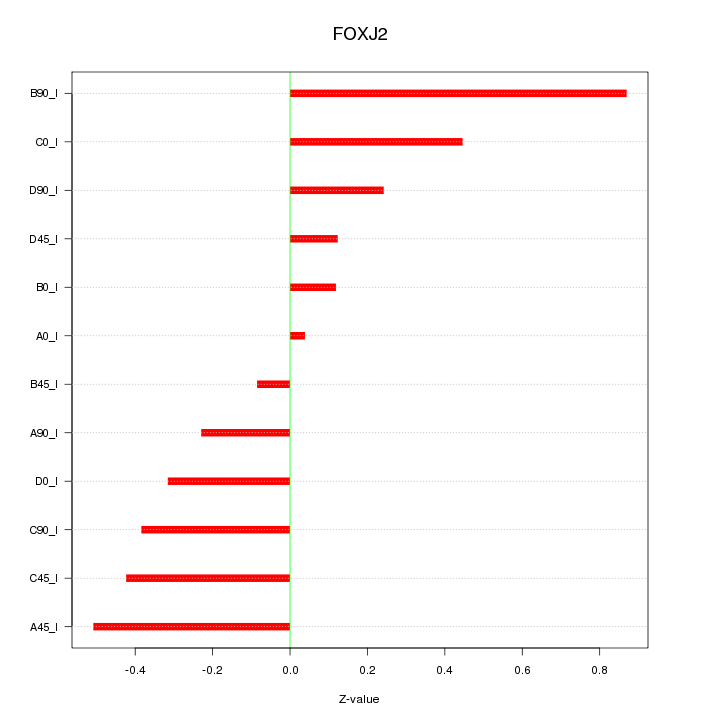 FOXJ2
B90_I
C0_I
D90_I
D45_I
B0_I
A0_I
B45_I
A90_I
D0_I
C90_I
C45_I
A45_I
-0.4 -0.2 0.0 0.2 0.4 0.6 0.8
Z-value